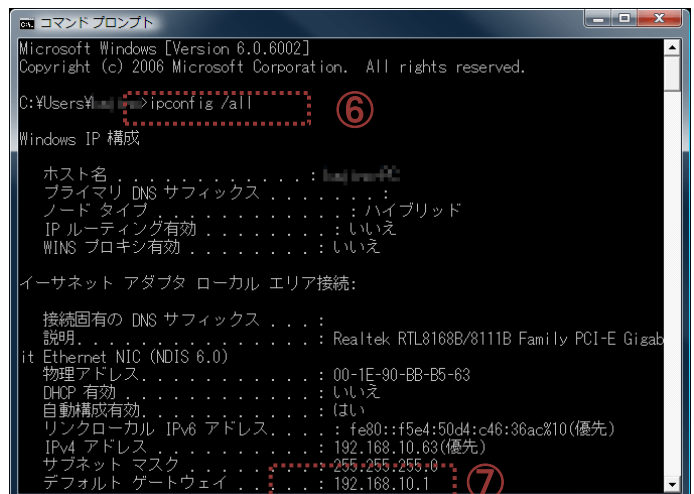 コマンド プロンプト
Microsoft Windows [Version 6.0.6002]
Copyright (c) 2006 Microsoft Corporation.  All rights reserved.
C:¥Users¥ >ipconfig /all
⑥
Windows IP 構成
ホスト名 . . . . . . . . . . . . . . :
プライマリ DNS サフィックス . . . . . . . :
ノード タイプ . . . . . . . . . . . . : ハイブリッド
IP ルーティング有効 . . . . . . . . : いいえ
WINS プロキシ有効 . . . . . . . . . : いいえ
イーサネット アダプタ ローカル エリア接続:
接続固有の DNS サフィックス . . . :
説明. . . . . . . . . . . . . . . . : Realtek RTL8168B/8111B Family PCI-E Gigab
it Ethernet NIC (NDIS 6.0)
物理アドレス. . . . . . . . . . . . : 00-1E-90-BB-B5-63
DHCP 有効 . . . . . . . . . . . . . : いいえ
自動構成有効. . . . . . . . . . . . : はい
リンクローカル IPv6 アドレス. . . . . : fe80::f5e4:50d4:c46:36ac%10(優先)
IPv4 アドレス . . . . . . . . . . . : 192.168.10.63(優先)
サブネット マスク . . . . . . . . . : 255.255.255.0
デフォルト ゲートウェイ . . . . . . : 192.168.10.1
⑦